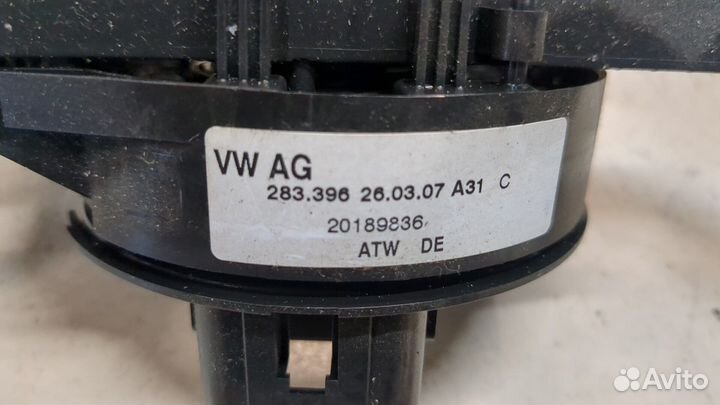 VW AG
283.396 26.03.07 A31 C
20189836
ATW DE
Avito